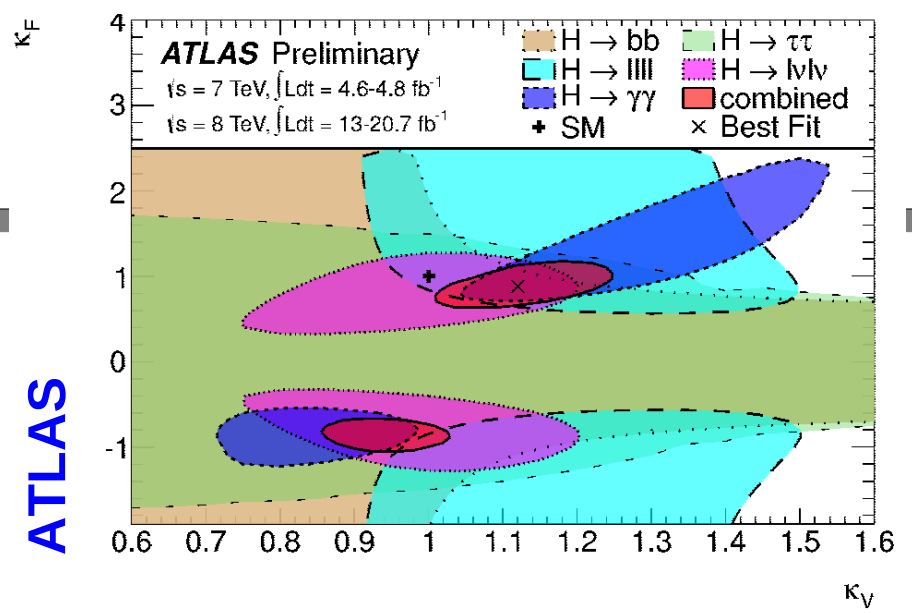 κF
4
3
2
1
0
-1
ATLAS Preliminary
√s = 7 TeV, ∫Ldt = 4.6-4.8 fb-1
√s = 8 TeV, ∫Ldt = 13-20.7 fb-1
H → bb
H → ττ
H → llll
H → lνlν
H → γγ
combined
SM
Best Fit
ATLAS
0.6 0.7 0.8 0.9 1 1.1 1.2 1.3 1.4 1.5 1.6
κV